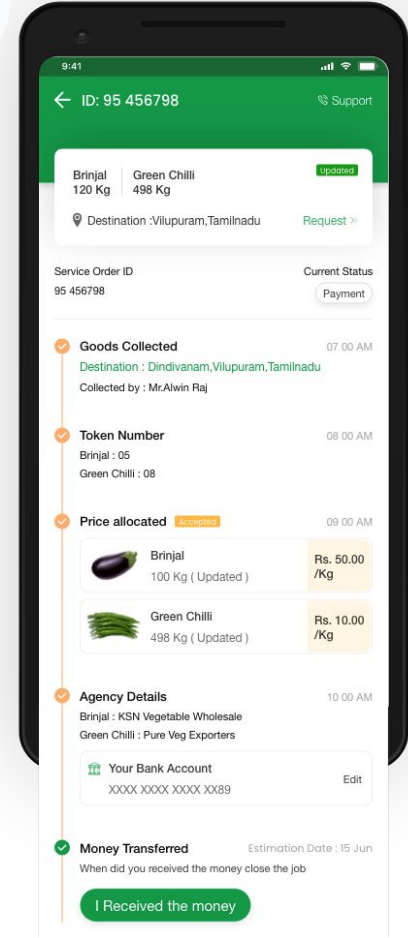 9:41
ID: 95 456798
Support
Brinjal Green Chilli Updated
120 Kg 498 Kg
Destination :Vilupuram,Tamilnadu Request »
Service Order ID Current Status
95 456798 Payment
Goods Collected 07 00 AM
Destination : Dindivanam,Vilupuram,Tamilnadu
Collected by : Mr.Alwin Raj
Token Number 08 00 AM
Brinjal : 05
Green Chilli : 08
Price allocated Accepted 09 00 AM
Brinjal Rs. 50.00
100 Kg ( Updated ) /Kg
Green Chilli Rs. 10.00
498 Kg ( Updated ) /Kg
Agency Details 10 00 AM
Brinjal : KSN Vegetable Wholesale
Green Chilli : Pure Veg Exporters
Your Bank Account Edit
XXXX XXXX XXXX XX89
Money Transferred Estimation Date : 15 Jun
When did you received the money close the job
I Received the money